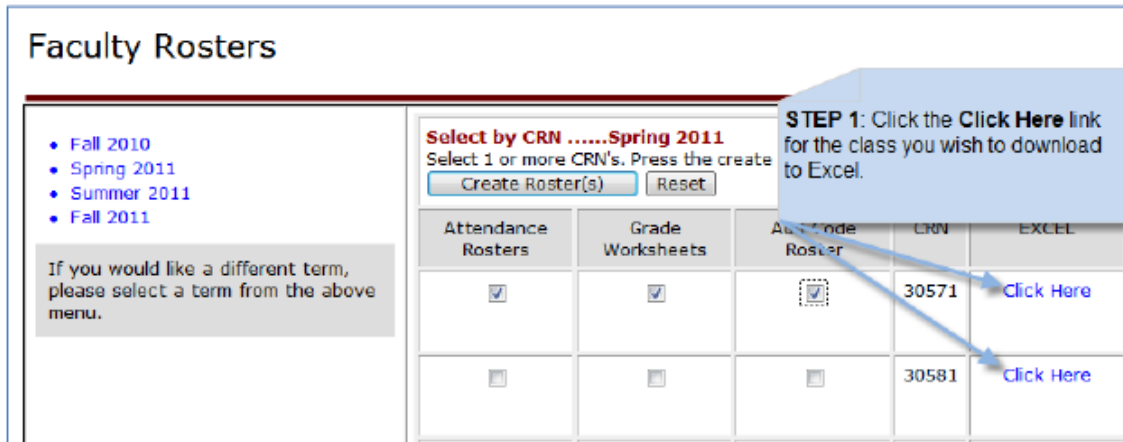 Faculty Rosters
• Fall 2010
• Spring 2011
• Summer 2011
• Fall 2011
If you would like a different term,
please select a term from the above
menu.
Select by CRN ......Spring 2011
Select 1 or more CRN's. Press the create
Create Roster(s) Reset
STEP 1: Click the Click Here link
for the class you wish to download
to Excel.
Attendance Rosters
Grade Worksheets
Code Roster
CRN
EXCEL
30571 Click Here
30581 Click Here